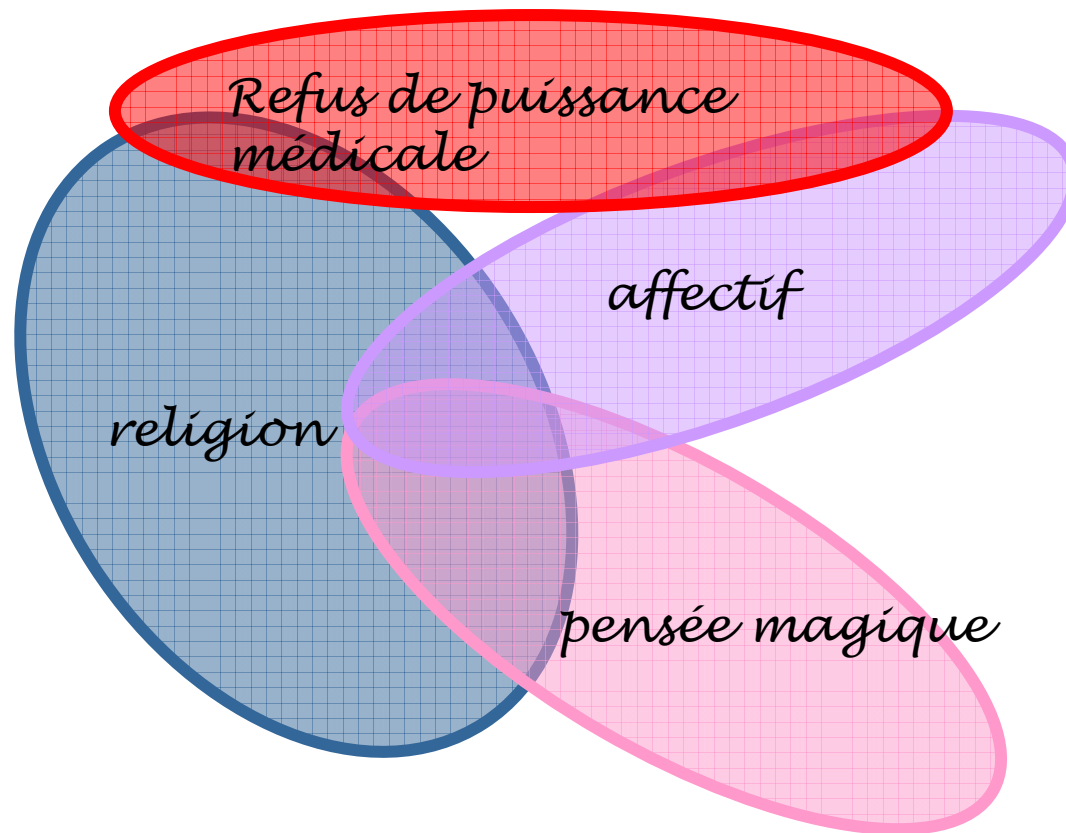 Refus de puissance
médicale
affectif
religion
pensée magique